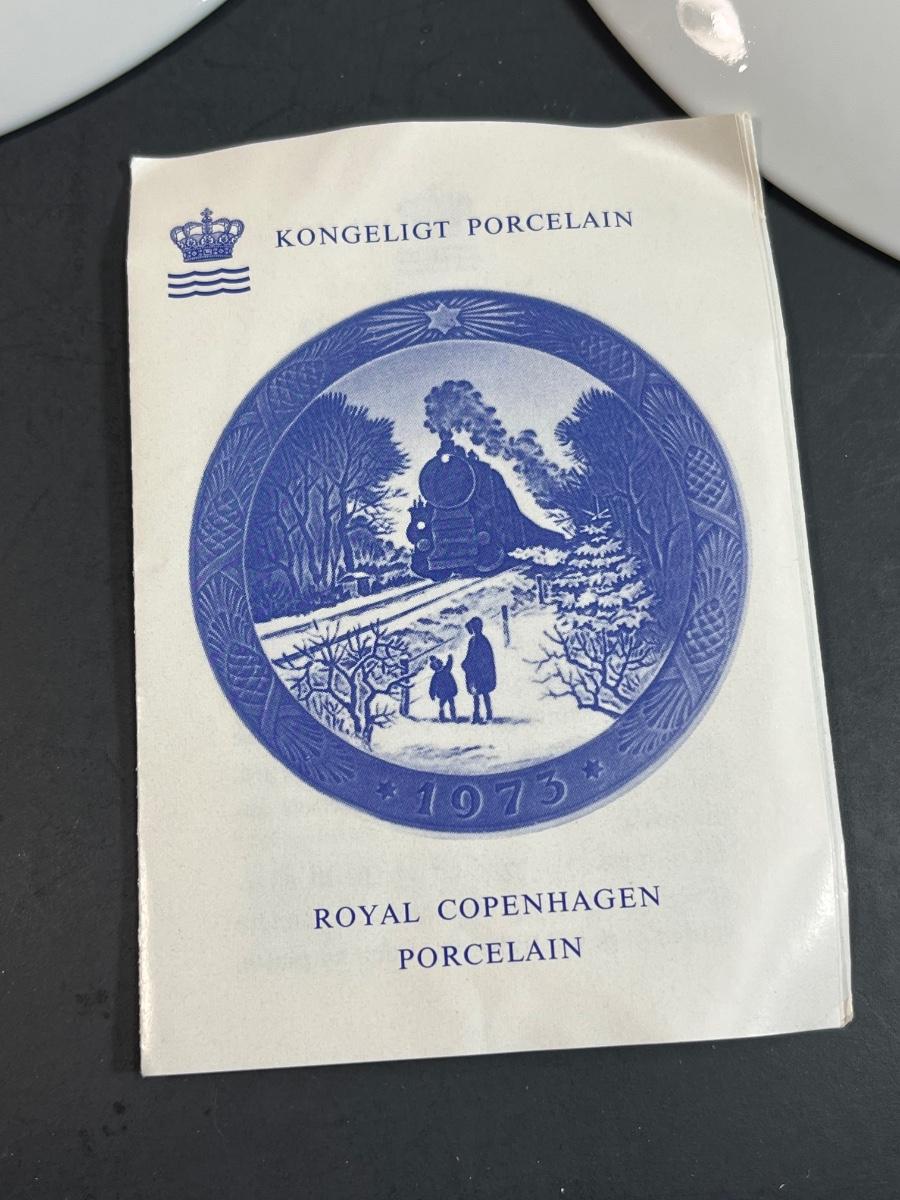 KONGELIGT PORCELAIN
1973
ROYAL COPENHAGEN
PORCELAIN